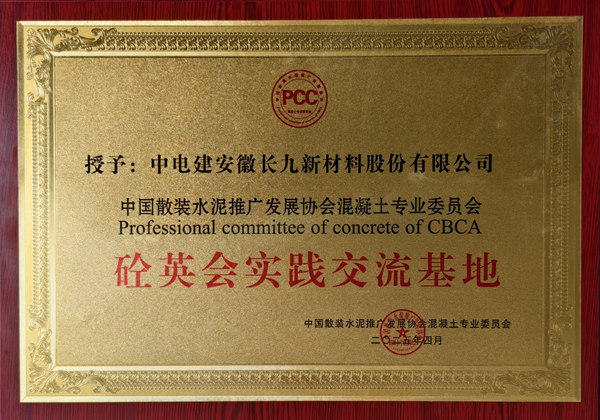 PCC
授予：中电建安徽长九新材料股份有限公司
中国散装水泥推广发展协会混凝土专业委员会
Professional committee of concrete of CBCA
砼英会实践交流基地
中国散装水泥推广发展协会混凝土专业委员会
二〇二五年四月